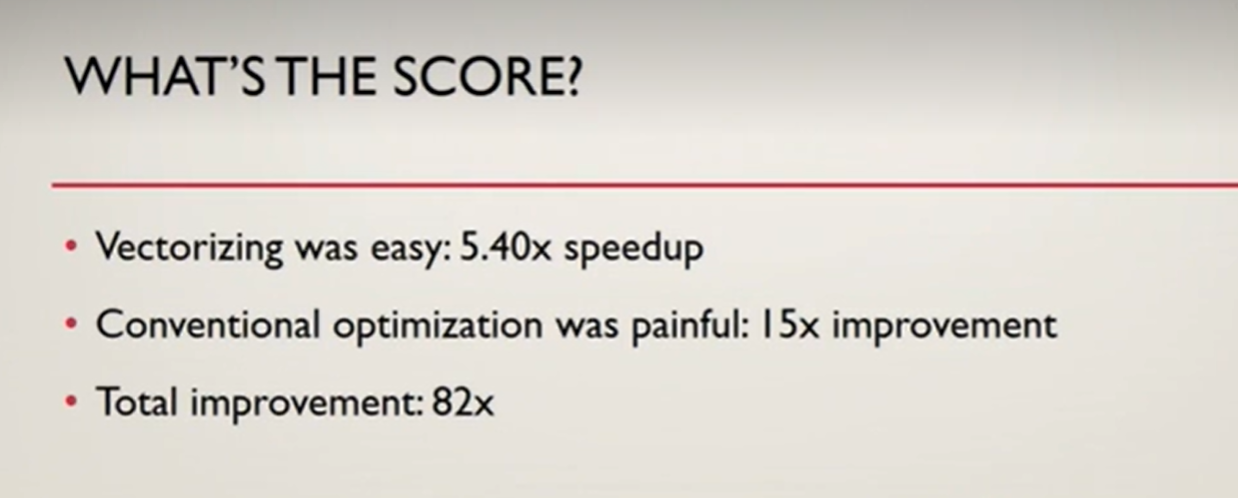 WHAT'S THE SCORE?
• Vectorizing was easy: 5.40x speedup
• Conventional optimization was painful: 15x improvement
• Total improvement: 82x